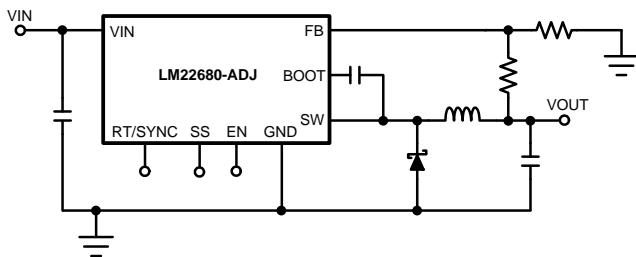 VIN
VIN
FB
LM22680-ADJ
BOOT
SW
VOUT
RT/SYNC SS EN GND